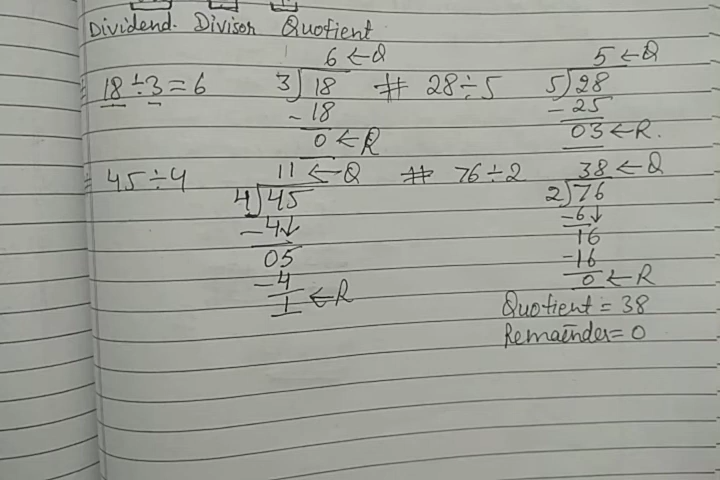 Dividend. Divisor Quotient
6 ← Q 5 ← Q
18 ÷ 3 = 6 3)18 # 28 ÷ 5 5)28
-18 -25
0 ← R 03 ← R.
11 ← Q 38 ← Q
45 ÷ 4 4)45 # 76 ÷ 2 2)76
-4↓ -6↓
05 16
-4 -16
1 ← R 0 ← R
Quotient = 38
Remainder = 0